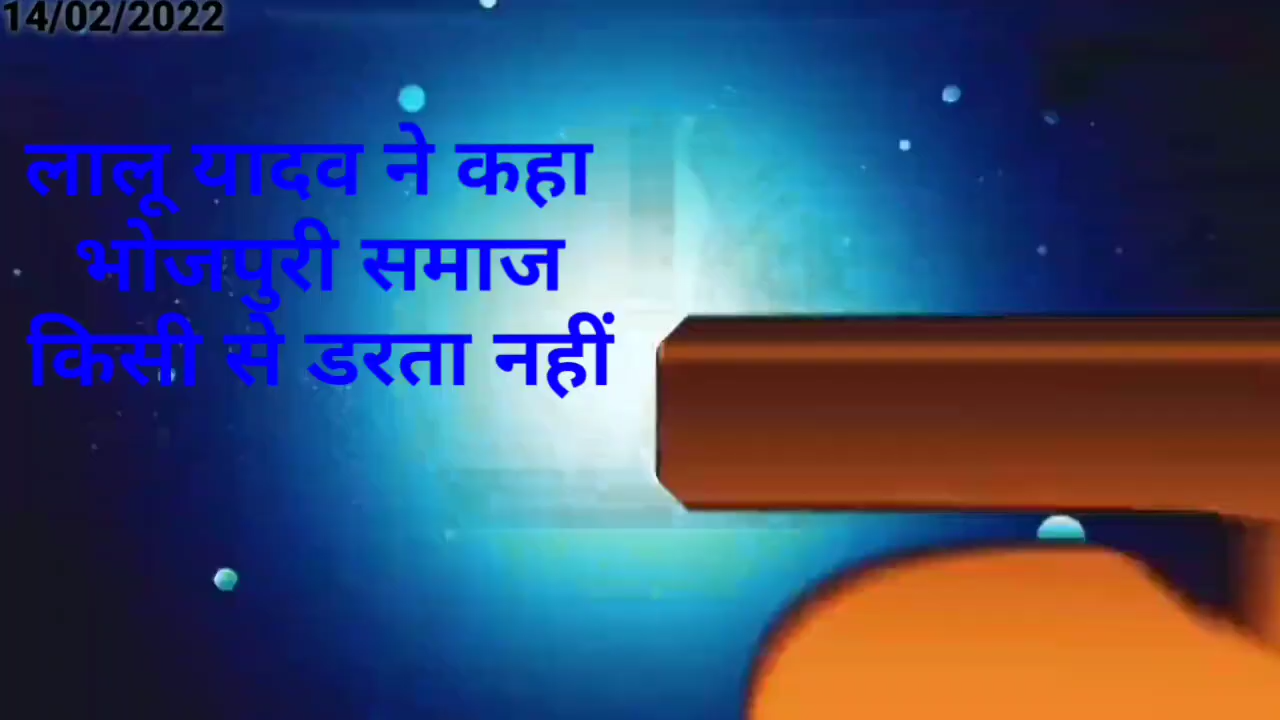 14/02/2022
लालू यादव ने कहा
भोजपुरी समाज
किसी से डरता नहीं